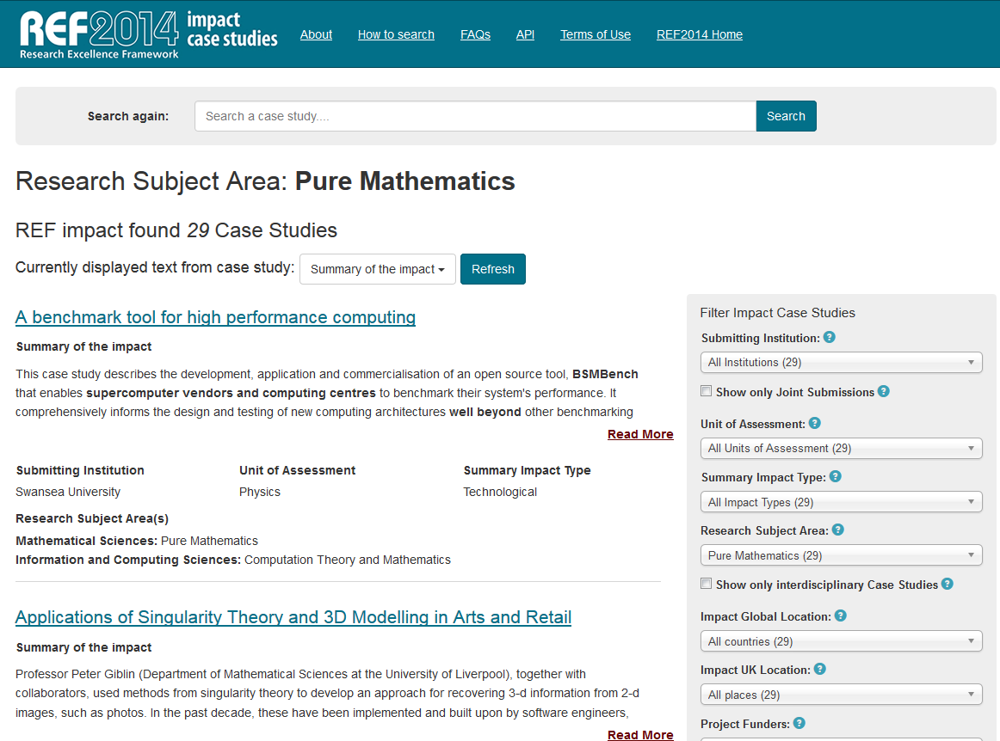 REF2014 impact case studies
Research Excellence Framework
About How to search FAQs API Terms of Use REF2014 Home
Search again: Search a case study.... Search
Research Subject Area: Pure Mathematics
REF impact found 29 Case Studies
Currently displayed text from case study: Summary of the impact Refresh
A benchmark tool for high performance computing
Summary of the impact
This case study describes the development, application and commercialisation of an open source tool, BSMBench
that enables supercomputer vendors and computing centres to benchmark their system's performance. It
comprehensively informs the design and testing of new computing architectures well beyond other benchmarking
Read More
Submitting Institution Unit of Assessment Summary Impact Type
Swansea University Physics Technological
Research Subject Area(s)
Mathematical Sciences: Pure Mathematics
Information and Computing Sciences: Computation Theory and Mathematics
Applications of Singularity Theory and 3D Modelling in Arts and Retail
Summary of the impact
Professor Peter Giblin (Department of Mathematical Sciences at the University of Liverpool), together with
collaborators, used methods from singularity theory to develop an approach for recovering 3-d information from 2-d
images, such as photos. In the past decade, these have been implemented and built upon by software engineers,
Read More
Filter Impact Case Studies
Submitting Institution: ?
All Institutions (29)
Show only Joint Submissions ?
Unit of Assessment: ?
All Units of Assessment (29)
Summary Impact Type: ?
All Impact Types (29)
Research Subject Area: ?
Pure Mathematics (29)
Show only interdisciplinary Case Studies ?
Impact Global Location: ?
All countries (29)
Impact UK Location: ?
All places (29)
Project Funders: ?